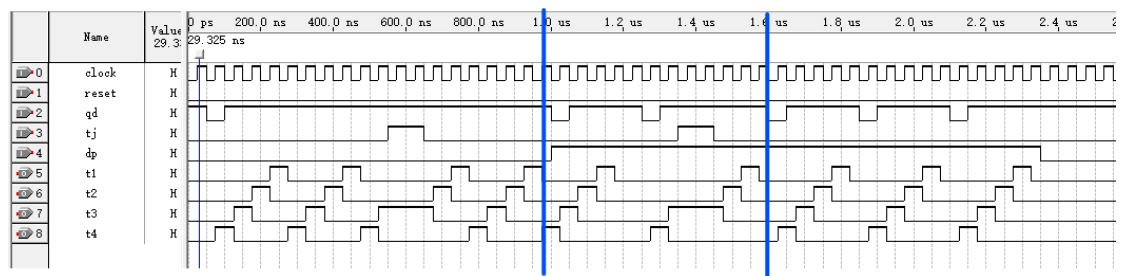 Name
Value
29.3
0 ps 200.0 ns 400.0 ns 600.0 ns 800.0 ns 1.0 us 1.2 us 1.4 us 1.6 us 1.8 us 2.0 us 2.2 us 2.4 us 2
29.325 ns
0 clock H
1 reset H
2 qd H
3 tj H
4 dp H
5 t1 H
6 t2 H
7 t3 H
8 t4 H